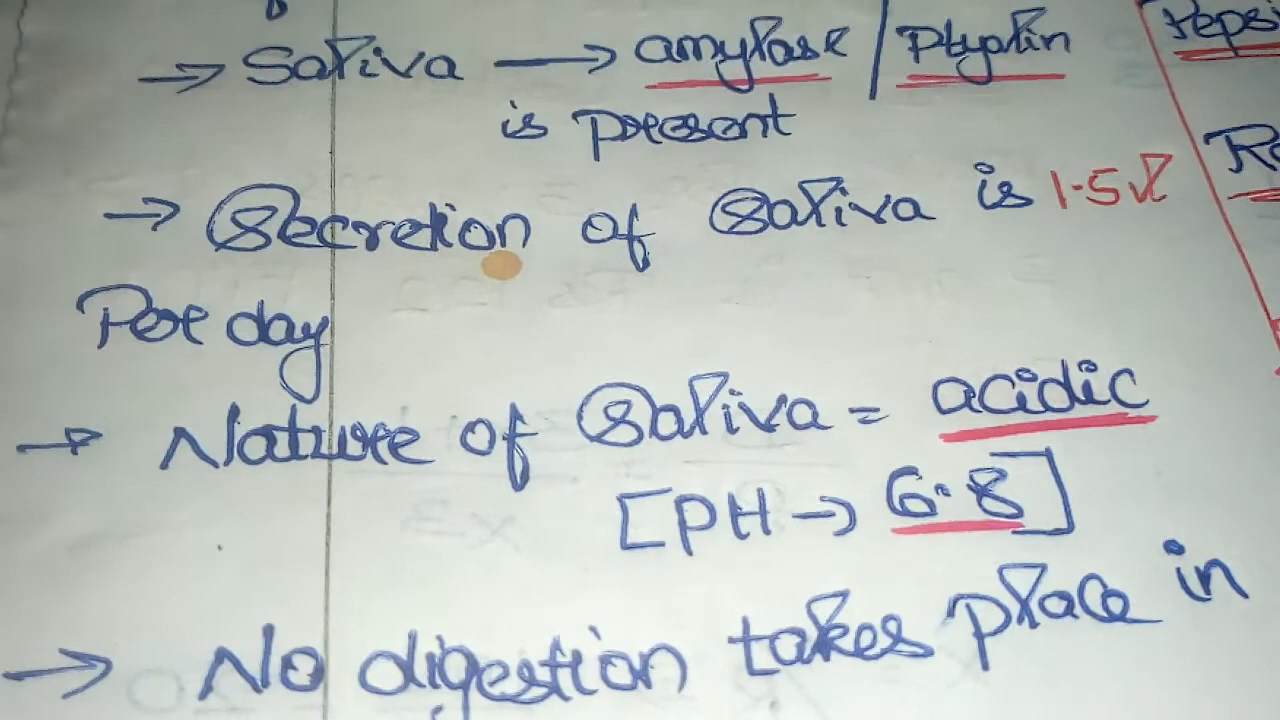 → Saliva → amylase / Ptyalin
is present
→ Secretion of Saliva is 1.5 l
Per day
→ Nature of Saliva = acidic
[PH → 6.8]
→ No digestion takes place in
Pepsi